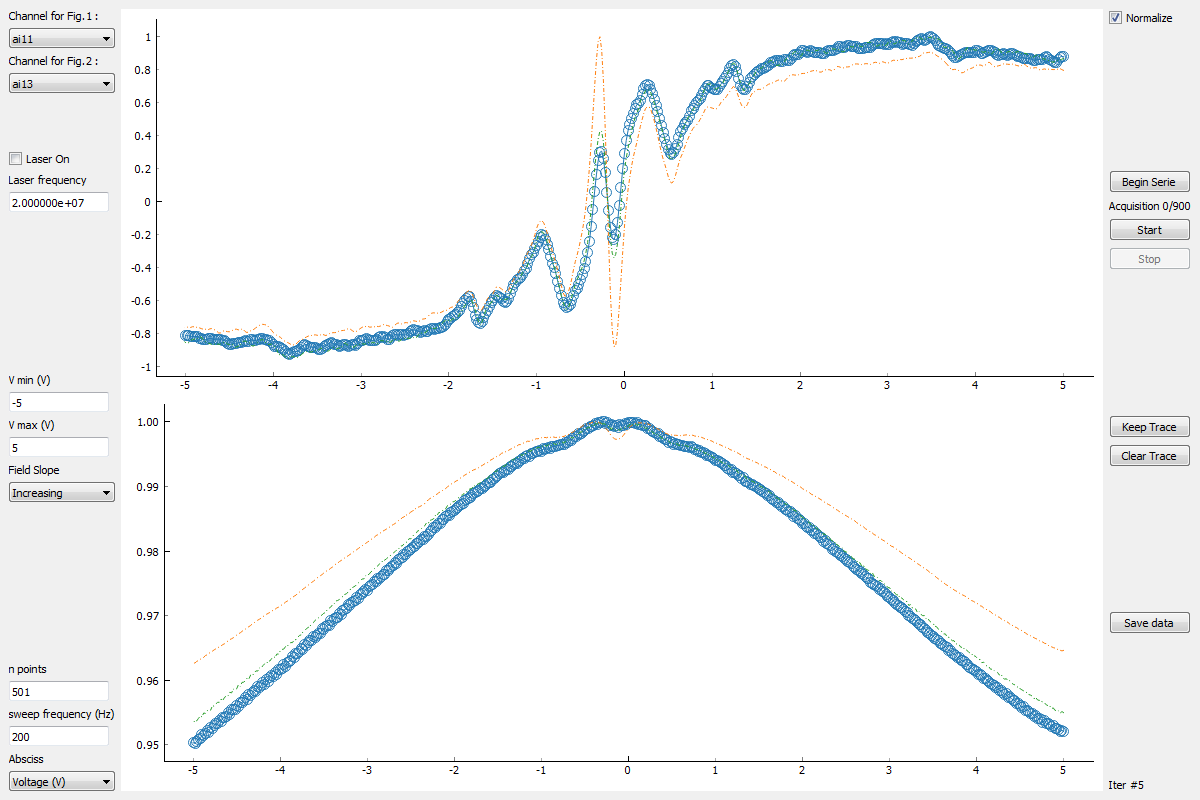 Channel for Fig.1 :
ai11
Channel for Fig.2 :
ai13
Laser On
Laser frequency
2.000000e+07
V min (V)
-5
V max (V)
5
Field Slope
Increasing
n points
501
sweep frequency (Hz)
200
Absciss
Voltage (V)
1
0.8
0.6
0.4
0.2
0
-0.2
-0.4
-0.6
-0.8
-1
-5 -4 -3 -2 -1 0 1 2 3 4 5
1.00
0.99
0.98
0.97
0.96
0.95
-5 -4 -3 -2 -1 0 1 2 3 4 5
Normalize
Begin Serie
Acquisition 0/900
Start
Stop
Keep Trace
Clear Trace
Save data
Iter #5